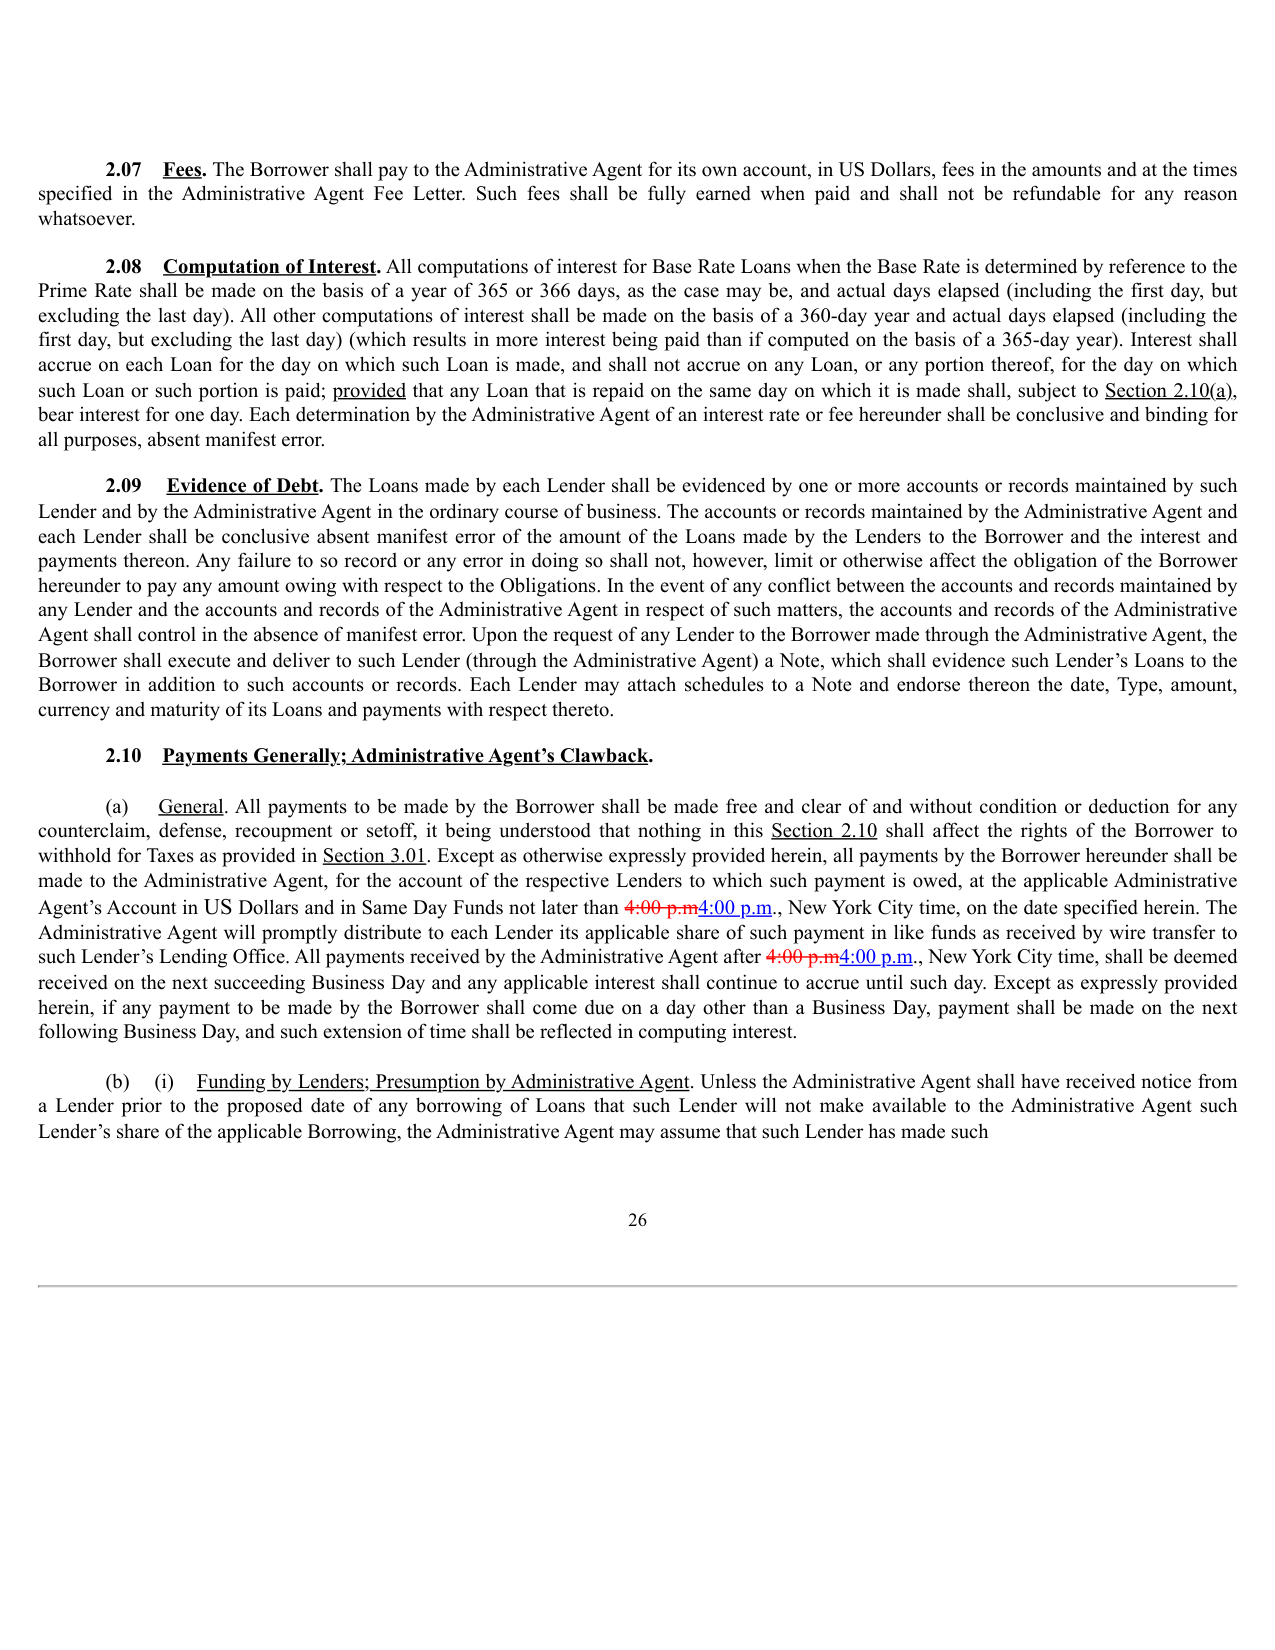 2.07 Fees. The Borrower shall pay to the Administrative Agent for its own account, in US Dollars, fees in the amounts and at the times
specified in the Administrative Agent Fee Letter. Such fees shall be fully earned when paid and shall not be refundable for any reason
whatsoever.
2.08 Computation of Interest. All computations of interest for Base Rate Loans when the Base Rate is determined by reference to the
Prime Rate shall be made on the basis of a year of 365 or 366 days, as the case may be, and actual days elapsed (including the first day, but
excluding the last day). All other computations of interest shall be made on the basis of a 360-day year and actual days elapsed (including the
first day, but excluding the last day) (which results in more interest being paid than if computed on the basis of a 365-day year). Interest shall
accrue on each Loan for the day on which such Loan is made, and shall not accrue on any Loan, or any portion thereof, for the day on which
such Loan or such portion is paid; provided that any Loan that is repaid on the same day on which it is made shall, subject to Section 2.10(a),
bear interest for one day. Each determination by the Administrative Agent of an interest rate or fee hereunder shall be conclusive and binding for
all purposes, absent manifest error.
2.09 Evidence of Debt. The Loans made by each Lender shall be evidenced by one or more accounts or records maintained by such
Lender and by the Administrative Agent in the ordinary course of business. The accounts or records maintained by the Administrative Agent and
each Lender shall be conclusive absent manifest error of the amount of the Loans made by the Lenders to the Borrower and the interest and
payments thereon. Any failure to so record or any error in doing so shall not, however, limit or otherwise affect the obligation of the Borrower
hereunder to pay any amount owing with respect to the Obligations. In the event of any conflict between the accounts and records maintained by
any Lender and the accounts and records of the Administrative Agent in respect of such matters, the accounts and records of the Administrative
Agent shall control in the absence of manifest error. Upon the request of any Lender to the Borrower made through the Administrative Agent, the
Borrower shall execute and deliver to such Lender (through the Administrative Agent) a Note, which shall evidence such Lender’s Loans to the
Borrower in addition to such accounts or records. Each Lender may attach schedules to a Note and endorse thereon the date, Type, amount,
currency and maturity of its Loans and payments with respect thereto.
2.10 Payments Generally; Administrative Agent’s Clawback.
(a) General. All payments to be made by the Borrower shall be made free and clear of and without condition or deduction for any
counterclaim, defense, recoupment or setoff, it being understood that nothing in this Section 2.10 shall affect the rights of the Borrower to
withhold for Taxes as provided in Section 3.01. Except as otherwise expressly provided herein, all payments by the Borrower hereunder shall be
made to the Administrative Agent, for the account of the respective Lenders to which such payment is owed, at the applicable Administrative
Agent’s Account in US Dollars and in Same Day Funds not later than 4:00 p.m4:00 p.m., New York City time, on the date specified herein. The
Administrative Agent will promptly distribute to each Lender its applicable share of such payment in like funds as received by wire transfer to
such Lender’s Lending Office. All payments received by the Administrative Agent after 4:00 p.m4:00 p.m., New York City time, shall be deemed
received on the next succeeding Business Day and any applicable interest shall continue to accrue until such day. Except as expressly provided
herein, if any payment to be made by the Borrower shall come due on a day other than a Business Day, payment shall be made on the next
following Business Day, and such extension of time shall be reflected in computing interest.
(b) (i) Funding by Lenders; Presumption by Administrative Agent. Unless the Administrative Agent shall have received notice from
a Lender prior to the proposed date of any borrowing of Loans that such Lender will not make available to the Administrative Agent such
Lender’s share of the applicable Borrowing, the Administrative Agent may assume that such Lender has made such
26